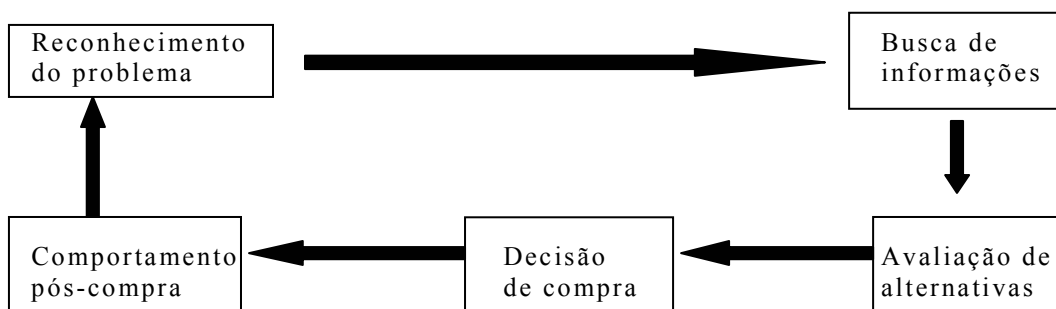 Reconhecimento
do problema
Busca de
informações
Comportamento
pós-compra
Decisão
de compra
Avaliação de
alternativas